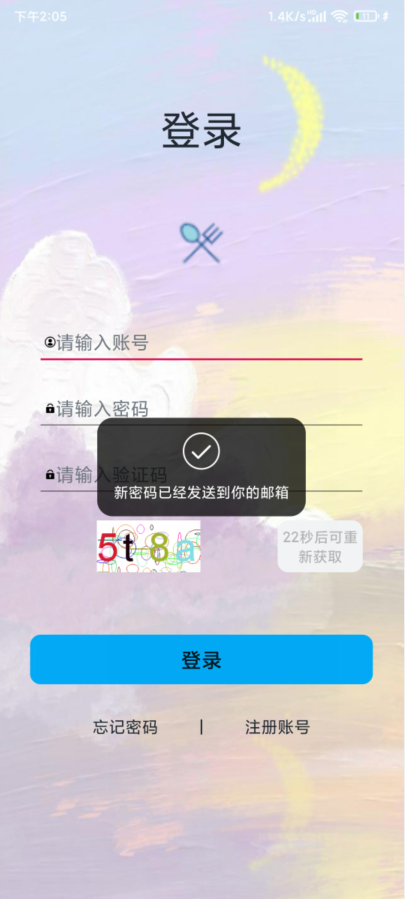 下午2:05
1.4K/s
登录
请输入账号
请输入密码
请输入验证码
新密码已经发送到你的邮箱
5t8a
22秒后可重
新获取
登录
忘记密码 | 注册账号